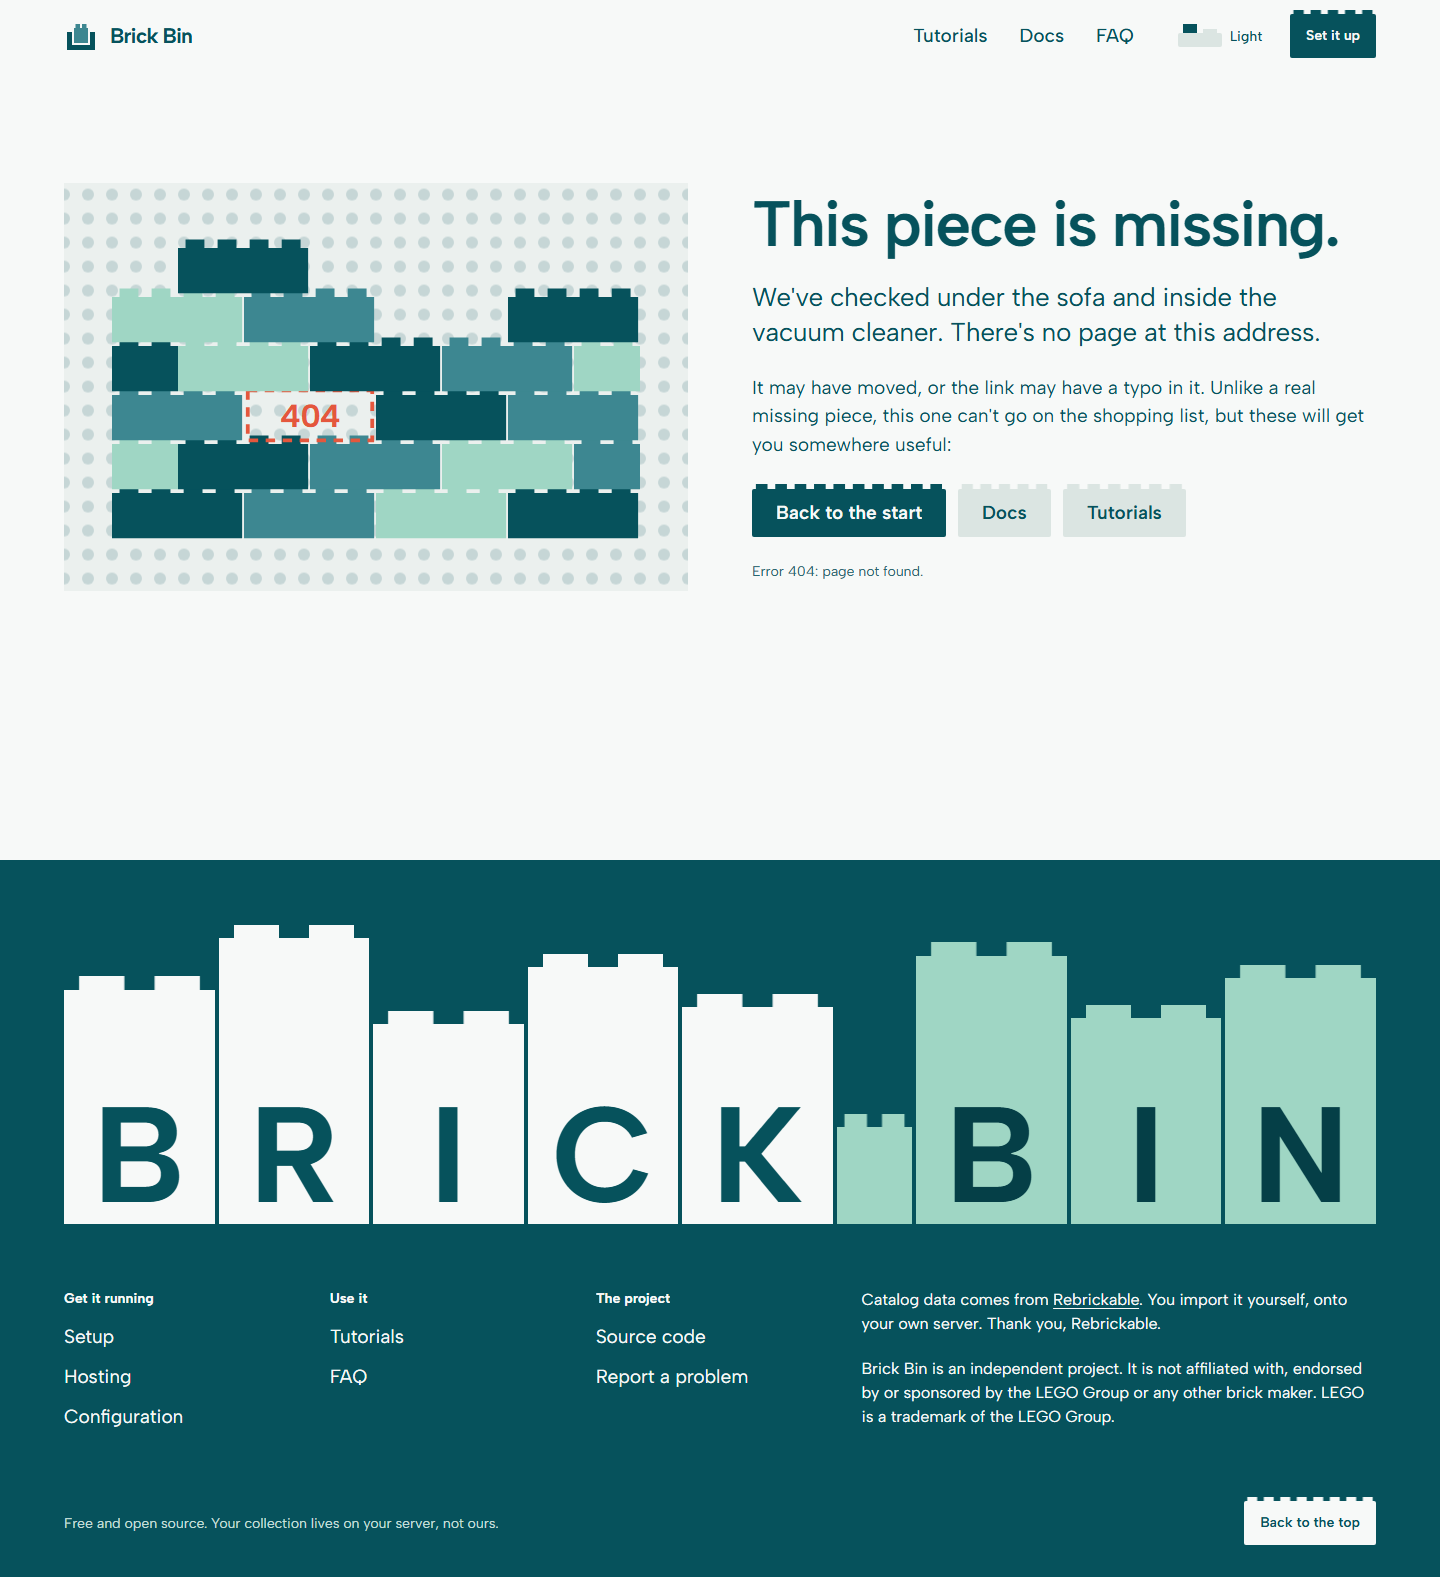 Brick Bin
Tutorials Docs FAQ Light Set it up
404
This piece is missing.
We've checked under the sofa and inside the
vacuum cleaner. There's no page at this address.
It may have moved, or the link may have a typo in it. Unlike a real
missing piece, this one can't go on the shopping list, but these will get
you somewhere useful:
Back to the start Docs Tutorials
Error 404: page not found.
BRICK BIN
Get it running
Setup
Hosting
Configuration
Use it
Tutorials
FAQ
The project
Source code
Report a problem
Catalog data comes from Rebrickable. You import it yourself, onto
your own server. Thank you, Rebrickable.
Brick Bin is an independent project. It is not affiliated with, endorsed
by or sponsored by the LEGO Group or any other brick maker. LEGO
is a trademark of the LEGO Group.
Free and open source. Your collection lives on your server, not ours.
Back to the top